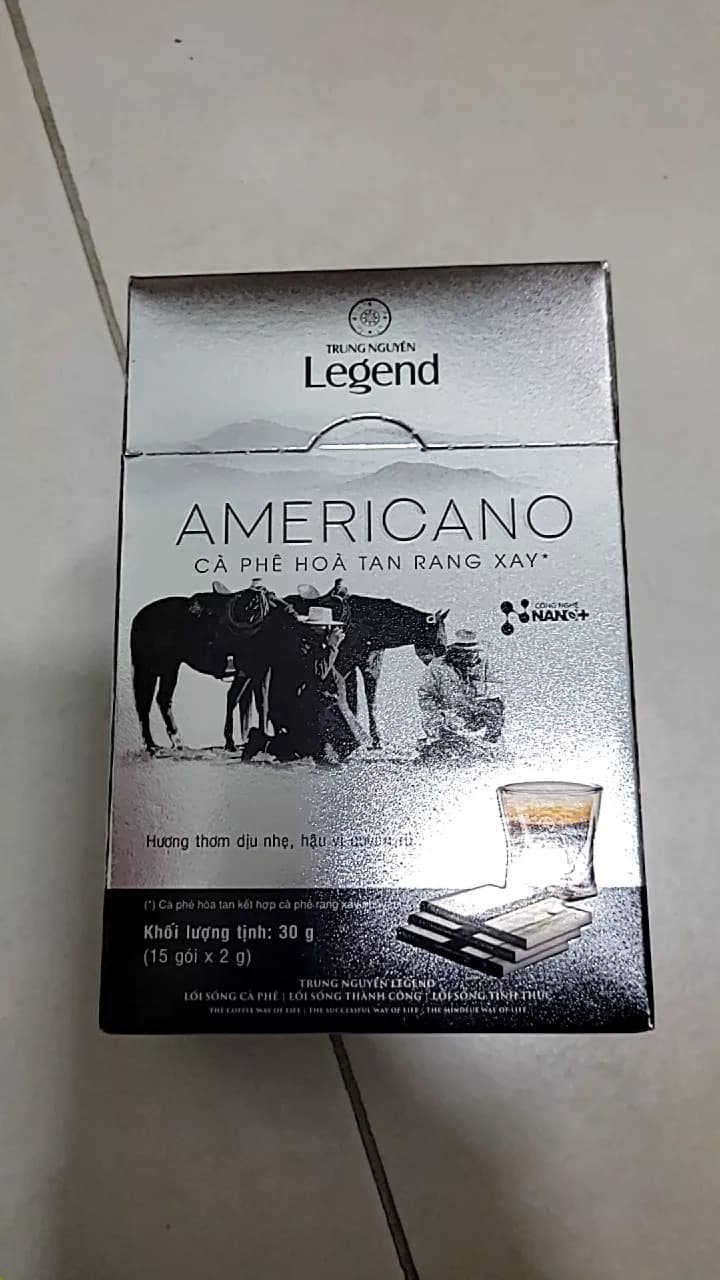 TRUNG NGUYÊN
Legend
AMERICANO
CÀ PHÊ HOÀ TAN RANG XAY*
CÔNG NGHỆ
NANO+
Hương thơm dịu nhẹ, hậu vị
(*) Cà phê hòa tan kết hợp cà phê rang xay
Khối lượng tịnh: 30 g
(15 gói x 2 g)
TRUNG NGUYÊN LEGEND
LỐI SỐNG CÀ PHÊ | LỐI SỐNG THÀNH CÔNG | LỐI SỐNG TỈNH THỨC
THE COFFEE WAY OF LIFE | THE SUCCESSFUL WAY OF LIFE | THE MINDFUL WAY OF LIFE